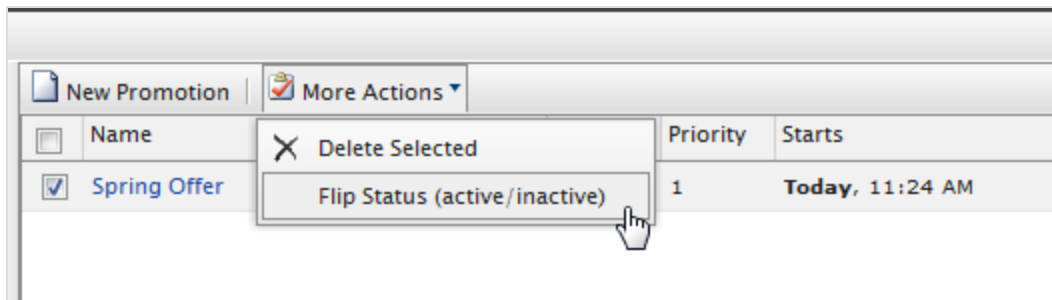 New Promotion More Actions
Name Priority Starts
Delete Selected
Spring Offer 1 Today, 11:24 AM
Flip Status (active/inactive)